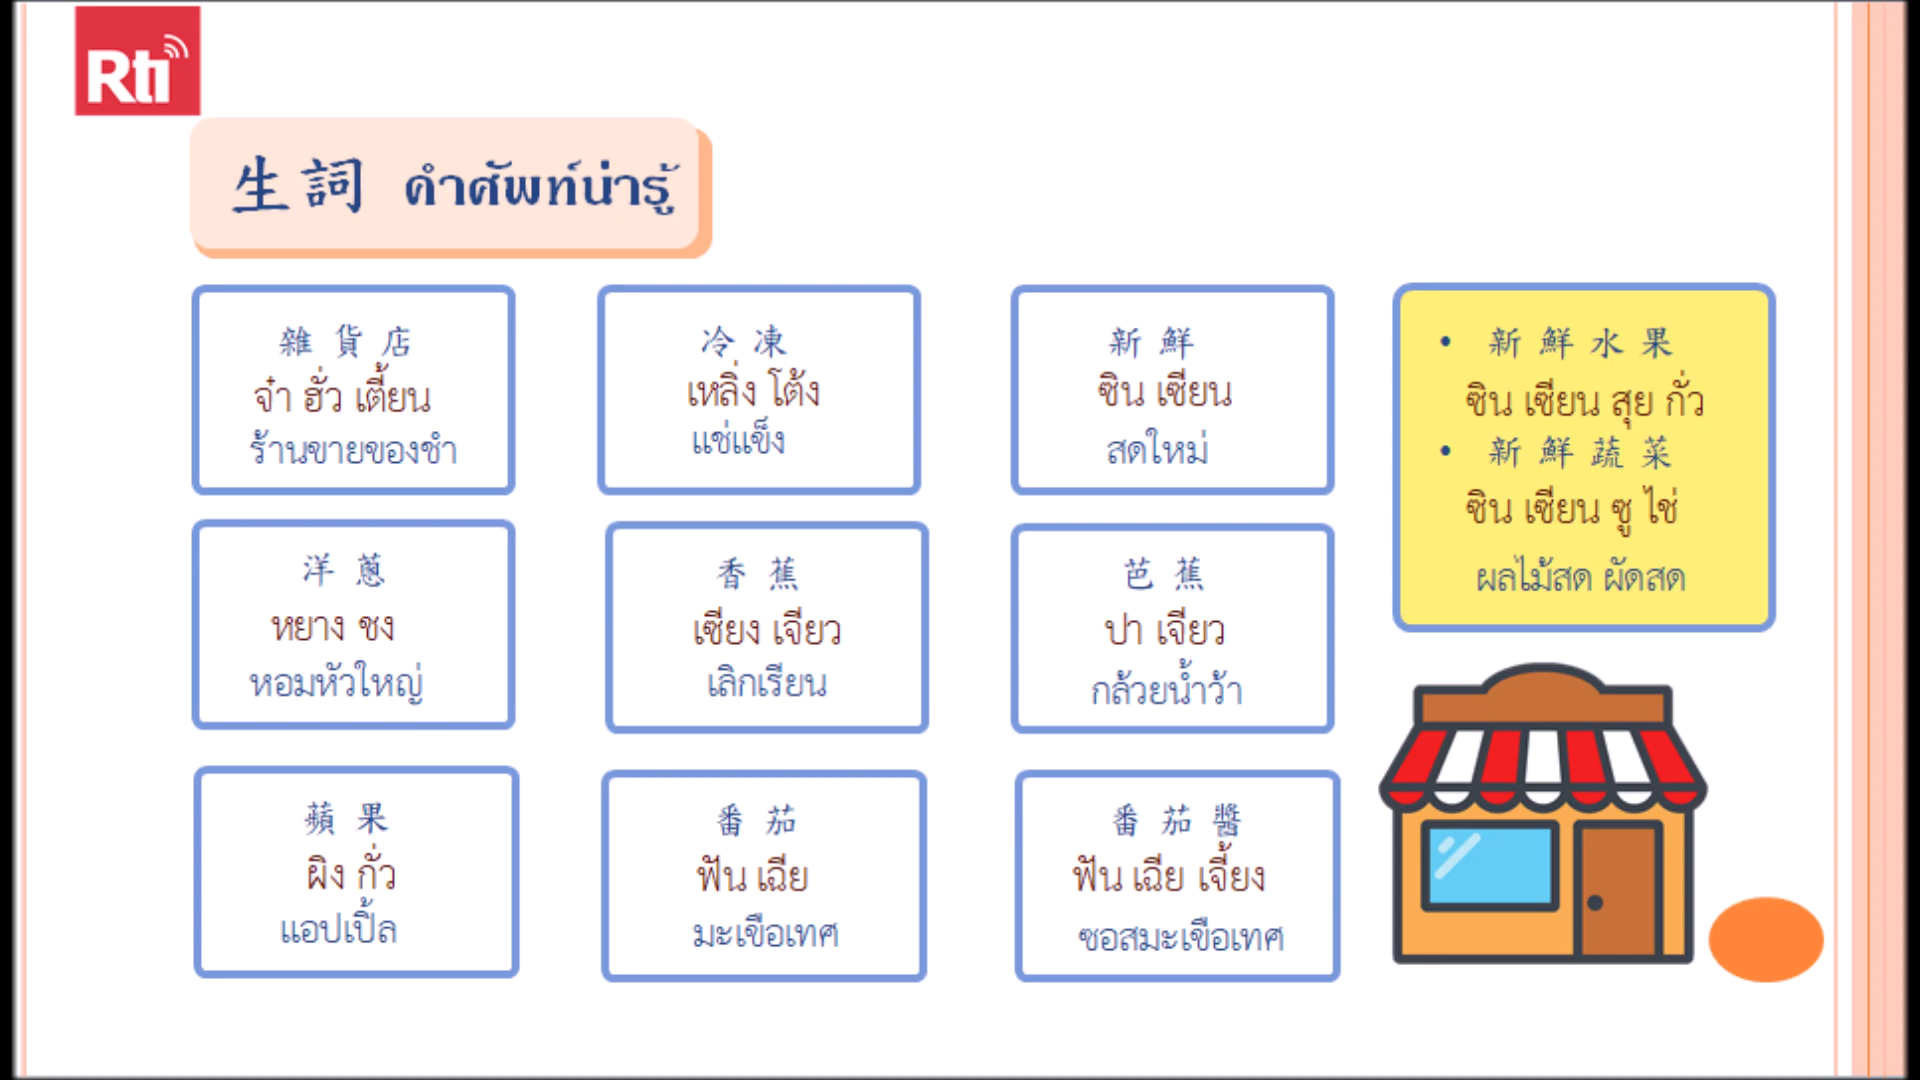 Rti
生詞 คำศัพท์น่ารู้
雜貨店
จ๋า ฮั่ว เตี้ยน
ร้านขายของชำ
冷凍
เหลิ่ง โต้ง
แช่แข็ง
新鮮
ซิน เซียน
สดใหม่
• 新鮮水果
ซิน เซียน สุย กั่ว
• 新鮮蔬菜
ซิน เซียน ซู ไช่
ผลไม้สด ผัดสด
洋蔥
หยาง ชง
หอมหัวใหญ่
香蕉
เซียง เจียว
เลิกเรียน
芭蕉
ปา เจียว
กล้วยน้ำว้า
蘋果
ผิง กั่ว
แอปเปิ้ล
番茄
ฟัน เฉีย
มะเขือเทศ
番茄醬
ฟัน เฉีย เจี้ยง
ซอสมะเขือเทศ